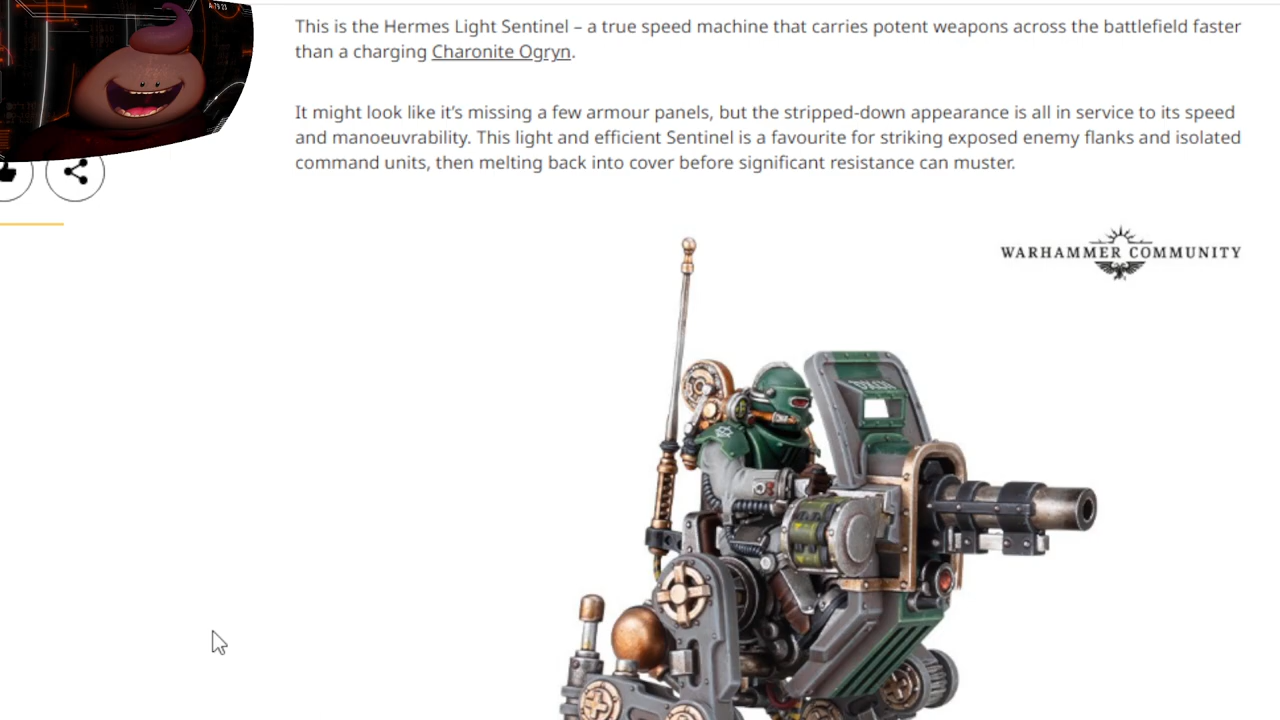 This is the Hermes Light Sentinel – a true speed machine that carries potent weapons across the battlefield faster
than a charging Charonite Ogryn.
It might look like it’s missing a few armour panels, but the stripped-down appearance is all in service to its speed
and manoeuvrability. This light and efficient Sentinel is a favourite for striking exposed enemy flanks and isolated
command units, then melting back into cover before significant resistance can muster.
WARHAMMER COMMUNITY